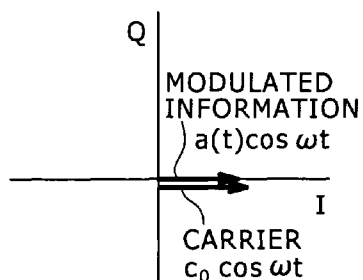 Q
MODULATED
INFORMATION
a(t)cos ωt
I
CARRIER
c₀ cos ωt